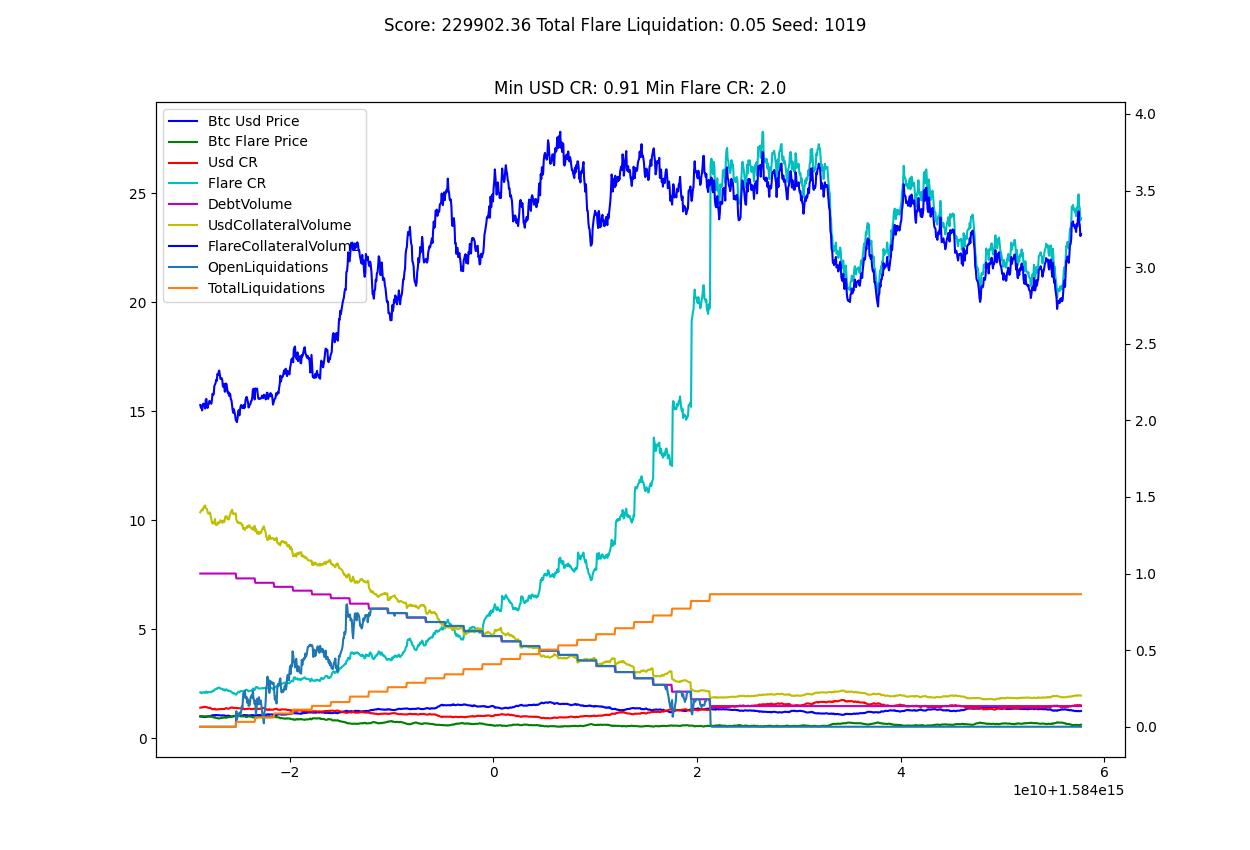 Score: 229902.36 Total Flare Liquidation: 0.05 Seed: 1019
Min USD CR: 0.91 Min Flare CR: 2.0
Btc Usd Price
Btc Flare Price
Usd CR
Flare CR
DebtVolume
UsdCollateralVolume
FlareCollateralVolume
OpenLiquidations
TotalLiquidations
25
20
15
10
5
0
4.0
3.5
3.0
2.5
2.0
1.5
1.0
0.5
0.0
−2 0 2 4 6
1e10+1.584e15